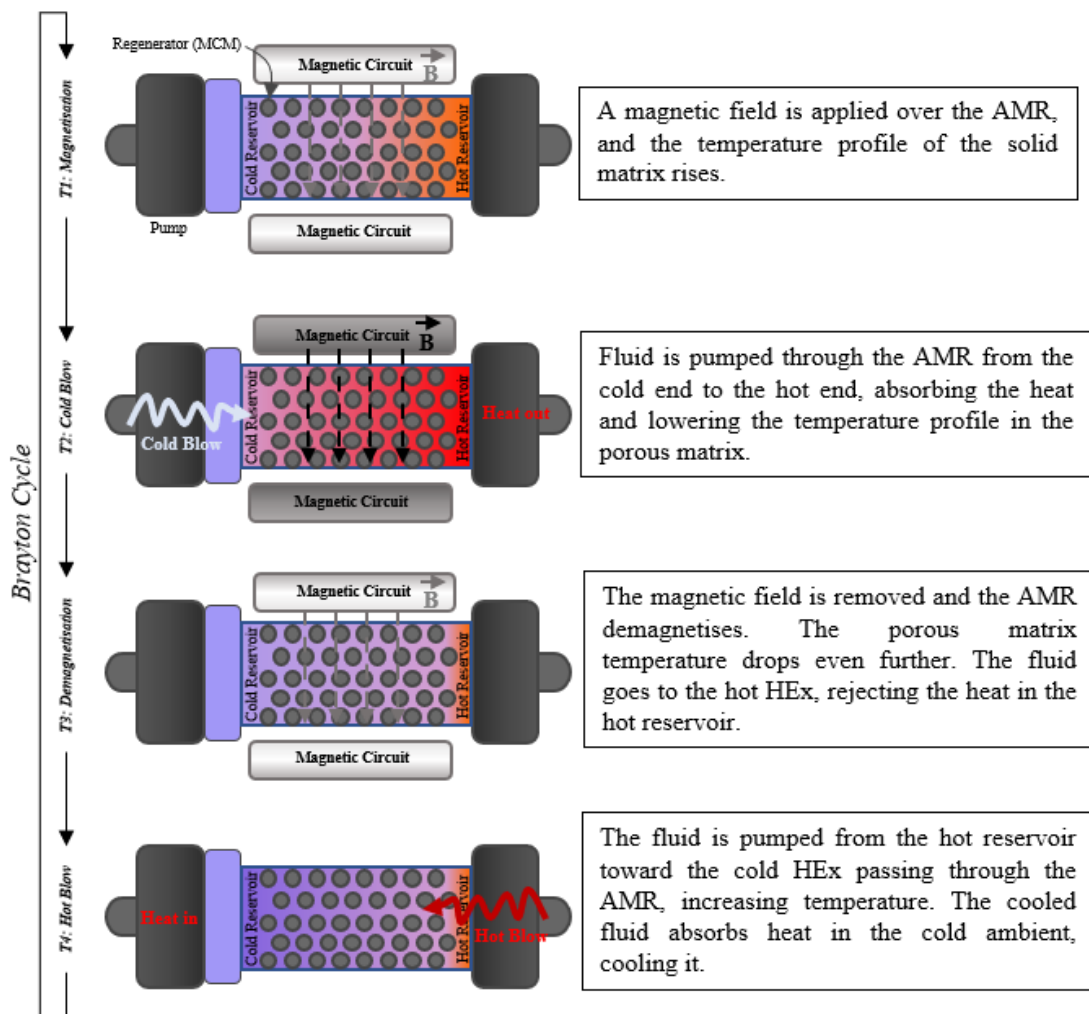 Brayton Cycle
T1: Magnetisation
Regenerator (MCM)
Magnetic Circuit
B
Cold Reservoir
Hot Reservoir
Pump
Magnetic Circuit
A magnetic field is applied over the AMR,
and the temperature profile of the solid
matrix rises.
T2: Cold Blow
Magnetic Circuit
B
Cold Reservoir
Hot Reservoir
Cold Blow
Heat out
Magnetic Circuit
Fluid is pumped through the AMR from the
cold end to the hot end, absorbing the heat
and lowering the temperature profile in the
porous matrix.
T3: Demagnetisation
Magnetic Circuit
B
Cold Reservoir
Hot Reservoir
Magnetic Circuit
The magnetic field is removed and the AMR
demagnetises. The porous matrix
temperature drops even further. The fluid
goes to the hot HEx, rejecting the heat in the
hot reservoir.
T4: Hot Blow
Heat in
Cold Reservoir
Hot Reservoir
Hot Blow
The fluid is pumped from the hot reservoir
toward the cold HEx passing through the
AMR, increasing temperature. The cooled
fluid absorbs heat in the cold ambient,
cooling it.